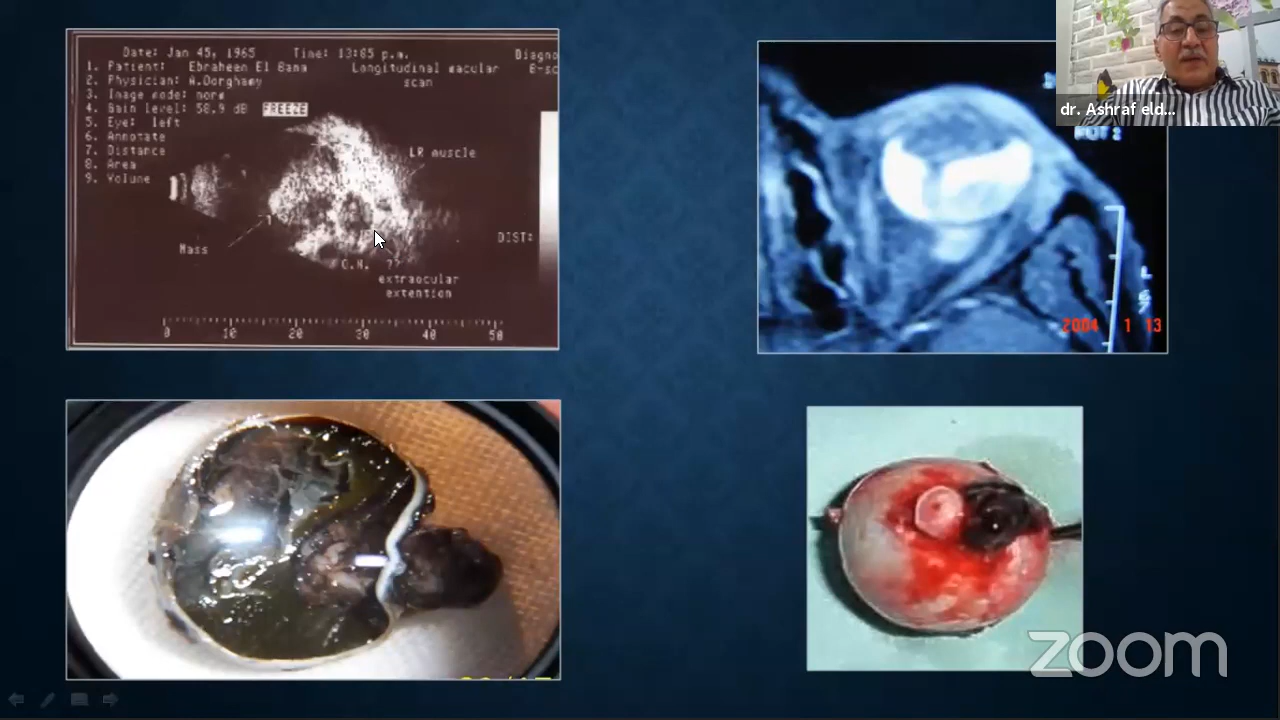 Date: Jan 45, 1965 Time: 13:85 p.m. Diagno
1. Patient: Ebraheen El Bama Longitudinal macular B-sc
2. Physician: A.Dorghamy scan
3. Image mode: norm
4. Gain level: 58.9 dB FREEZE
5. Eye: left
6. Annotate
7. Distance
8. Area
9. Volume
LR muscle
Mass
DIST:
O.N. ??
extraocular
extention
0 10 20 30 40 50
dr. Ashraf eld...
L
2004 1 13
zoom